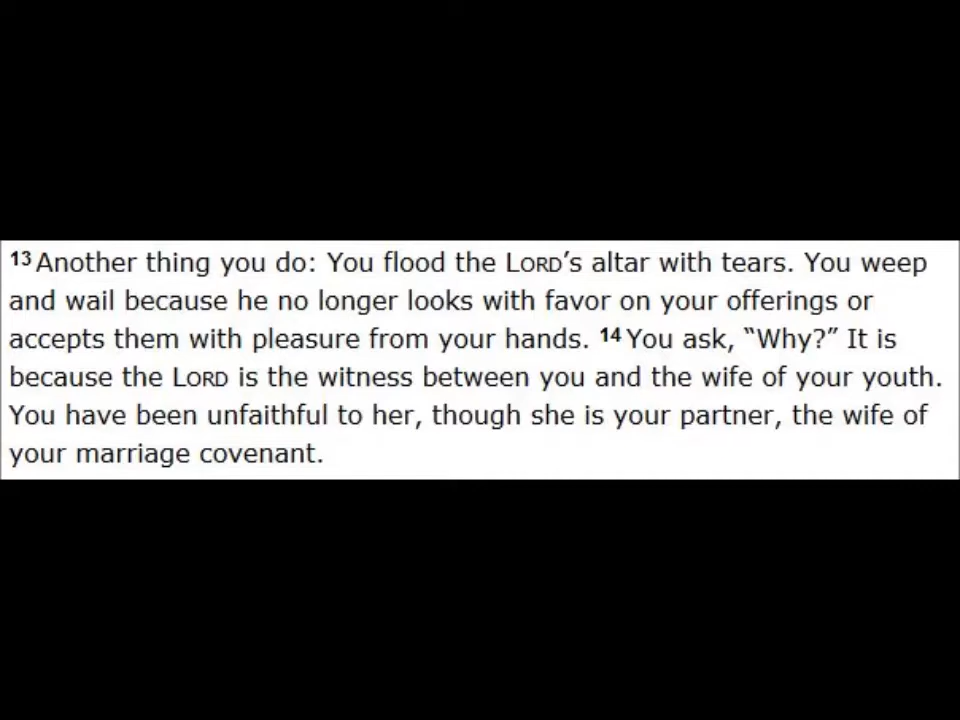 13 Another thing you do: You flood the LORD’s altar with tears. You weep
and wail because he no longer looks with favor on your offerings or
accepts them with pleasure from your hands. 14 You ask, “Why?” It is
because the LORD is the witness between you and the wife of your youth.
You have been unfaithful to her, though she is your partner, the wife of
your marriage covenant.